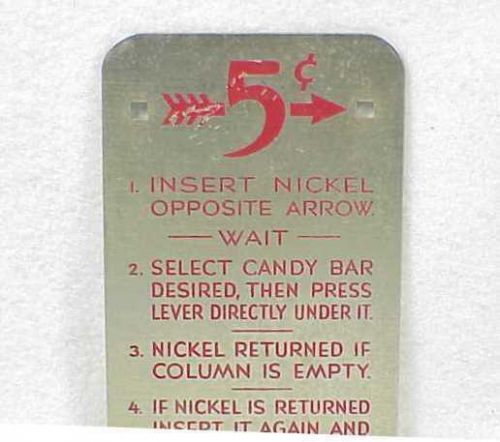 5¢
1. INSERT NICKEL
OPPOSITE ARROW.
WAIT
2. SELECT CANDY BAR
DESIRED, THEN PRESS
LEVER DIRECTLY UNDER IT.
3. NICKEL RETURNED IF
COLUMN IS EMPTY.
4. IF NICKEL IS RETURNED
INSERT IT AGAIN AND